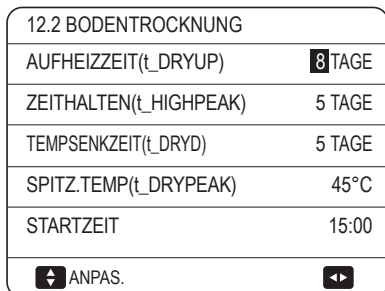 12.2 BODENTROCKNUNG
AUFHEIZZEIT(t_DRYUP) 8 TAGE
ZEITHALTEN(t_HIGHPEAK) 5 TAGE
TEMPSENKZEIT(t_DRYD) 5 TAGE
SPITZ.TEMP(t_DRYPEAK) 45°C
STARTZEIT 15:00
ANPAS.